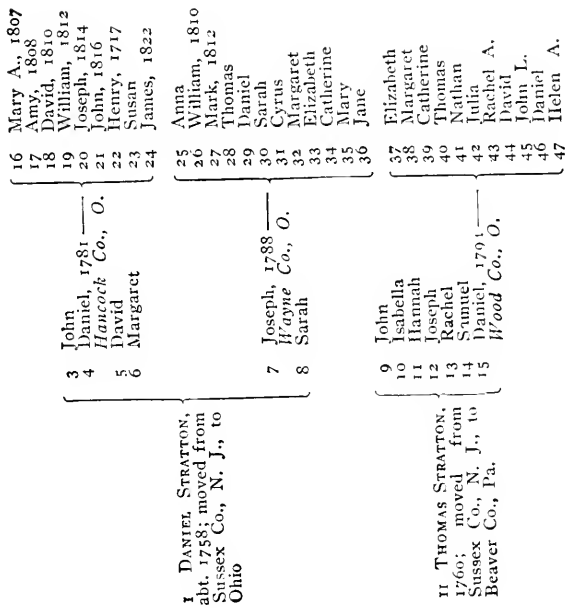 I DANIEL STRATTON,
abt. 1758; moved from
Sussex Co., N. J., to
Ohio
3 John
4 Daniel, 1781
Hancock Co., O.
5 David
6 Margaret
16 Mary A., 1807
17 Amy, 1808
18 David, 1810
19 William, 1812
20 Joseph, 1814
21 John, 1816
22 Henry, 1717
23 Susan
24 James, 1822
7 Joseph, 1788
Wayne Co., O.
8 Sarah
25 Anna
26 William, 1810
27 Mark, 1812
28 Thomas
29 Daniel
30 Sarah
31 Cyrus
32 Margaret
33 Elizabeth
34 Catherine
35 Mary
36 Jane
II THOMAS STRATTON,
1760; moved from
Sussex Co., N. J., to
Beaver Co., Pa.
9 John
10 Isabella
11 Hannah
12 Joseph
13 Rachel
14 Samuel
15 Daniel, 1791
Wood Co., O.
37 Elizabeth
38 Margaret
39 Catherine
40 Thomas
41 Nathan
42 Julia
43 Rachel A.
44 David
45 John L.
46 Daniel
47 Helen A.